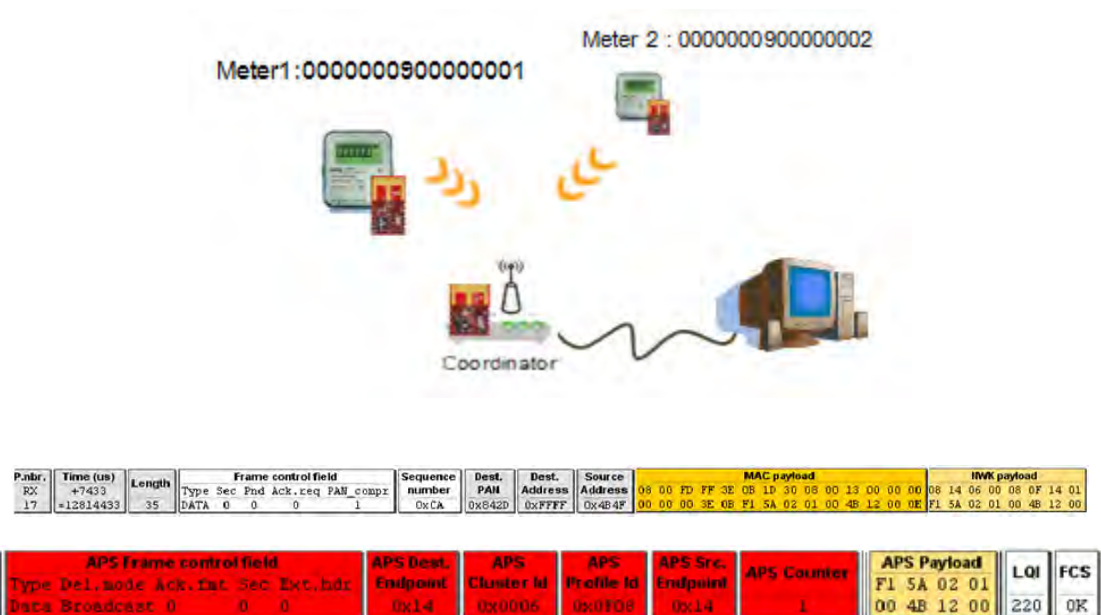 Meter 2 : 0000000900000002
Meter1:0000000900000001
Coordinator
P.nbr. Time (us) Length Frame control field Sequence number Dest. PAN Dest. Address Source Address MAC payload NWK payload
RX +7433 Type Sec Pnd Ack.req PAN_compr 08 00 FD FF 3E 0B 1D 30 08 00 13 00 00 00 08 14 06 00 08 0F 14 01
17 =12814433 35 DATA 0 0 0 1 0xCA 0x842D 0xFFFF 0x4B4F 00 00 00 3E 0B F1 5A 02 01 00 4B 12 00 0E F1 5A 02 01 00 4B 12 00
APS Frame control field APS Dest. Endpoint APS Cluster Id APS Profile Id APS Src. Endpoint APS Counter APS Payload LQI FCS
Type Del.mode Ack.fmt Sec Ext.hdr F1 5A 02 01
Data Broadcast 0 0 0 0x14 0x0006 0x0F08 0x14 1 00 4B 12 00 220 OK